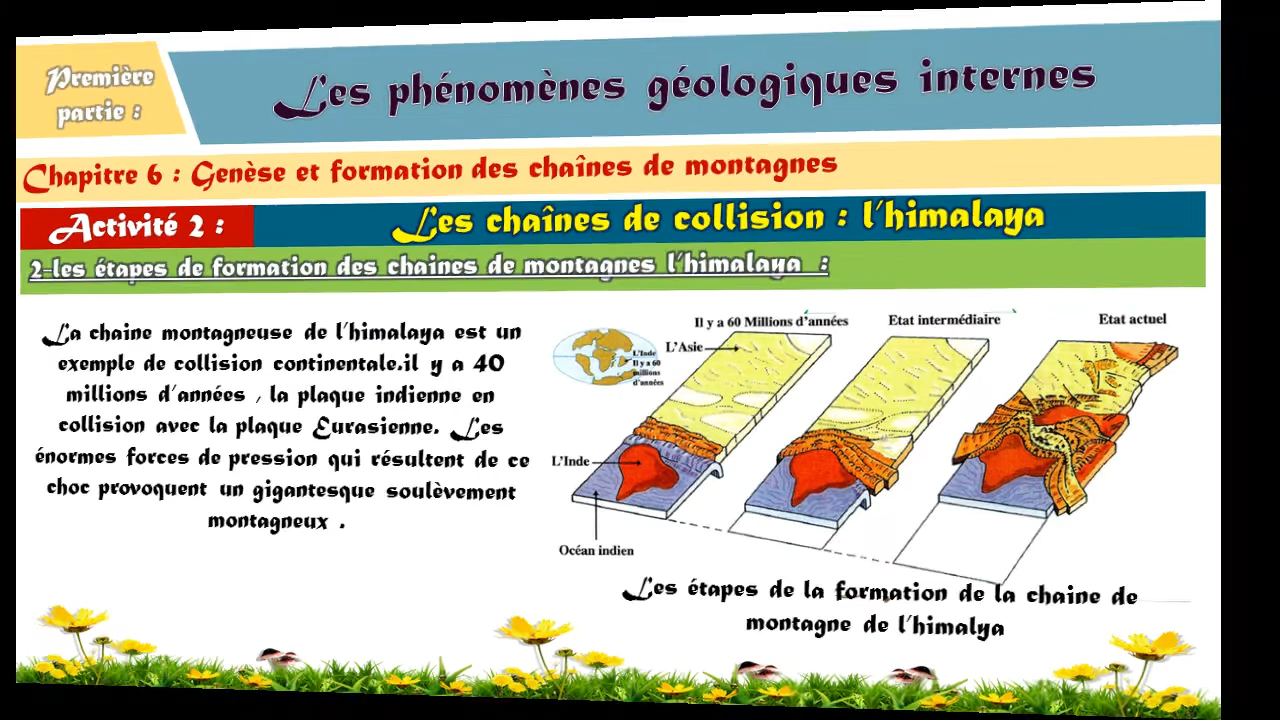 Première
partie :
Les phénomènes géologiques internes
Chapitre 6 : Genèse et formation des chaînes de montagnes
Activité 2 :
Les chaînes de collision : l'himalaya
2-les étapes de formation des chaines de montagnes l'himalaya :
La chaine montagneuse de l'himalaya est un
exemple de collision continentale.il y a 40
millions d'années , la plaque indienne en
collision avec la plaque Eurasienne. Les
énormes forces de pression qui résultent de ce
choc provoquent un gigantesque soulèvement
montagneux .
Il y a 60 Millions d'années
Etat intermédiaire
Etat actuel
L'Asie
L'Inde
Il y a 60
millions
d'années
L'Inde
Océan indien
Les étapes de la formation de la chaine de
montagne de l'himalya